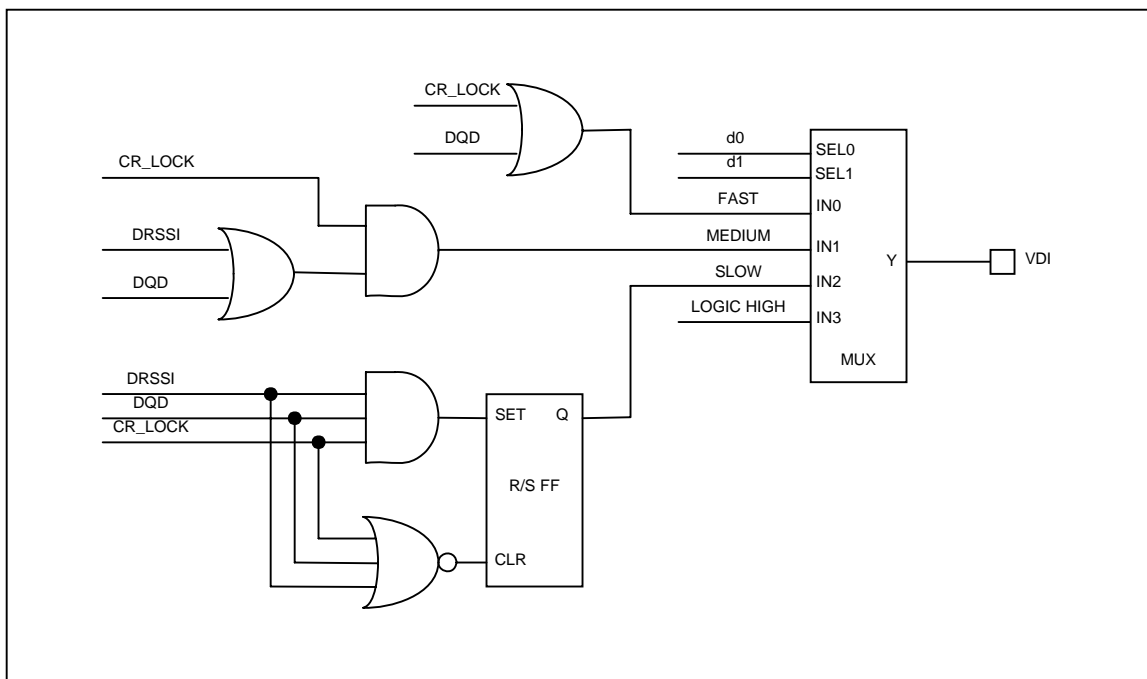 CR_LOCK
DQD
CR_LOCK
DRSSI
DQD
d0
d1
FAST
MEDIUM
SLOW
LOGIC HIGH
SEL0
SEL1
IN0
IN1
IN2
IN3
Y
MUX
VDI
DRSSI
DQD
CR_LOCK
SET
Q
R/S FF
CLR